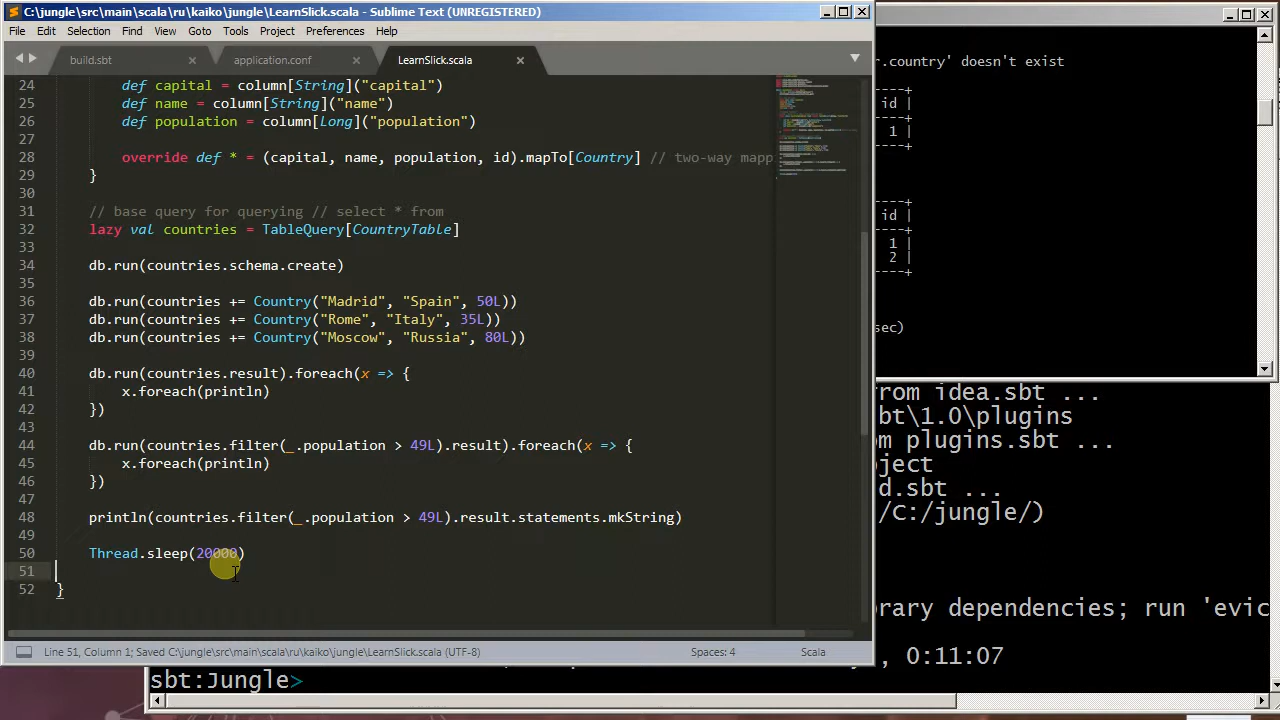 C:\jungle\src\main\scala\ru\kaiko\jungle\LearnSlick.scala - Sublime Text (UNREGISTERED)
File Edit Selection Find View Goto Tools Project Preferences Help
build.sbt application.conf LearnSlick.scala
24 def capital = column[String]("capital")
25 def name = column[String]("name")
26 def population = column[Long]("population")
27
28 override def * = (capital, name, population, id).mapTo[Country] // two-way mapp
29 }
30
31 // base query for querying // select * from
32 lazy val countries = TableQuery[CountryTable]
33
34 db.run(countries.schema.create)
35
36 db.run(countries += Country("Madrid", "Spain", 50L))
37 db.run(countries += Country("Rome", "Italy", 35L))
38 db.run(countries += Country("Moscow", "Russia", 80L))
39
40 db.run(countries.result).foreach(x => {
41 x.foreach(println)
42 })
43
44 db.run(countries.filter(_.population > 49L).result).foreach(x => {
45 x.foreach(println)
46 })
47
48 println(countries.filter(_.population > 49L).result.statements.mkString)
49
50 Thread.sleep(20000)
51
52 }
Line 51, Column 1; Saved C:\jungle\src\main\scala\ru\kaiko\jungle\LearnSlick.scala (UTF-8) Spaces: 4 Scala
r.country' doesn't exist
----+
id |
----+
1 |
----+
----+
id |
----+
1 |
2 |
----+
sec)
from idea.sbt ...
sbt\1.0\plugins
om plugins.sbt ...
oject
d.sbt ...
/C:/jungle/)
rary dependencies; run 'evic
, 0:11:07
sbt:Jungle>